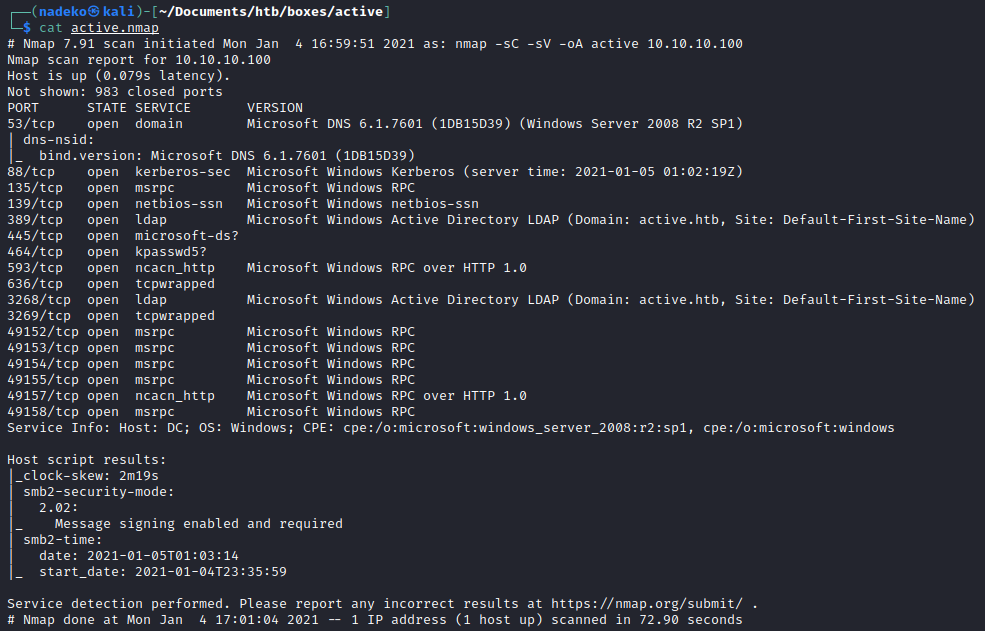 ┌──(nadeko㉿kali)-[~/Documents/htb/boxes/active]
└─$ cat active.nmap
# Nmap 7.91 scan initiated Mon Jan  4 16:59:51 2021 as: nmap -sC -sV -oA active 10.10.10.100
Nmap scan report for 10.10.10.100
Host is up (0.079s latency).
Not shown: 983 closed ports
PORT      STATE SERVICE       VERSION
53/tcp    open  domain        Microsoft DNS 6.1.7601 (1DB15D39) (Windows Server 2008 R2 SP1)
| dns-nsid:
|_  bind.version: Microsoft DNS 6.1.7601 (1DB15D39)
88/tcp    open  kerberos-sec  Microsoft Windows Kerberos (server time: 2021-01-05 01:02:19Z)
135/tcp   open  msrpc         Microsoft Windows RPC
139/tcp   open  netbios-ssn   Microsoft Windows netbios-ssn
389/tcp   open  ldap          Microsoft Windows Active Directory LDAP (Domain: active.htb, Site: Default-First-Site-Name)
445/tcp   open  microsoft-ds?
464/tcp   open  kpasswd5?
593/tcp   open  ncacn_http    Microsoft Windows RPC over HTTP 1.0
636/tcp   open  tcpwrapped
3268/tcp  open  ldap          Microsoft Windows Active Directory LDAP (Domain: active.htb, Site: Default-First-Site-Name)
3269/tcp  open  tcpwrapped
49152/tcp open  msrpc         Microsoft Windows RPC
49153/tcp open  msrpc         Microsoft Windows RPC
49154/tcp open  msrpc         Microsoft Windows RPC
49155/tcp open  msrpc         Microsoft Windows RPC
49157/tcp open  ncacn_http    Microsoft Windows RPC over HTTP 1.0
49158/tcp open  msrpc         Microsoft Windows RPC
Service Info: Host: DC; OS: Windows; CPE: cpe:/o:microsoft:windows_server_2008:r2:sp1, cpe:/o:microsoft:windows

Host script results:
|_clock-skew: 2m19s
| smb2-security-mode:
|   2.02:
|_    Message signing enabled and required
| smb2-time:
|   date: 2021-01-05T01:03:14
|_  start_date: 2021-01-04T23:35:59

Service detection performed. Please report any incorrect results at https://nmap.org/submit/ .
# Nmap done at Mon Jan  4 17:01:04 2021 -- 1 IP address (1 host up) scanned in 72.90 seconds